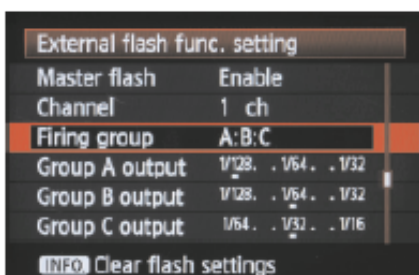 External flash func. setting
Master flash Enable
Channel 1 ch
Firing group A:B:C
Group A output 1/128. . 1/64. . 1/32
Group B output 1/128. . 1/64. . 1/32
Group C output 1/64. . 1/32. . 1/16
INFO Clear flash settings